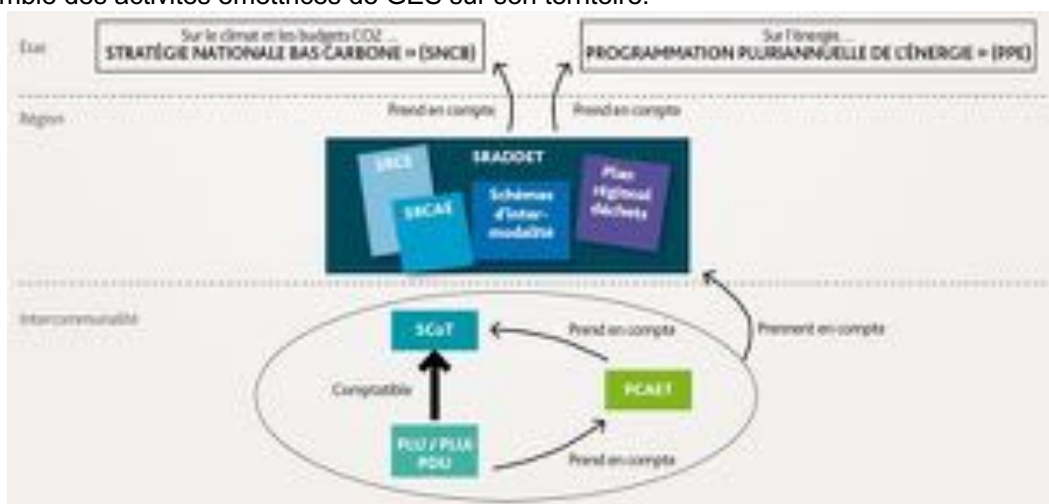 des activités émettrices de GES sur son territoire.
État
Sur le climat et les budgets CO2 ...
STRATÉGIE NATIONALE BAS CARBONE = (SNCB)
Sur l'énergie ...
PROGRAMMATION PLURIANNUELLE DE L'ÉNERGIE = (PPE)
Prend en compte
Prend en compte
Région
SRADDET
SRCE
SRCAE
Schémas
d'inter-
modalité
Plan
régional
déchets
Intercommunalité
SCoT
Prend en compte
Prennent en compte
Comptatible
PCAET
PLU / PLUi
PDU
Prend en compte